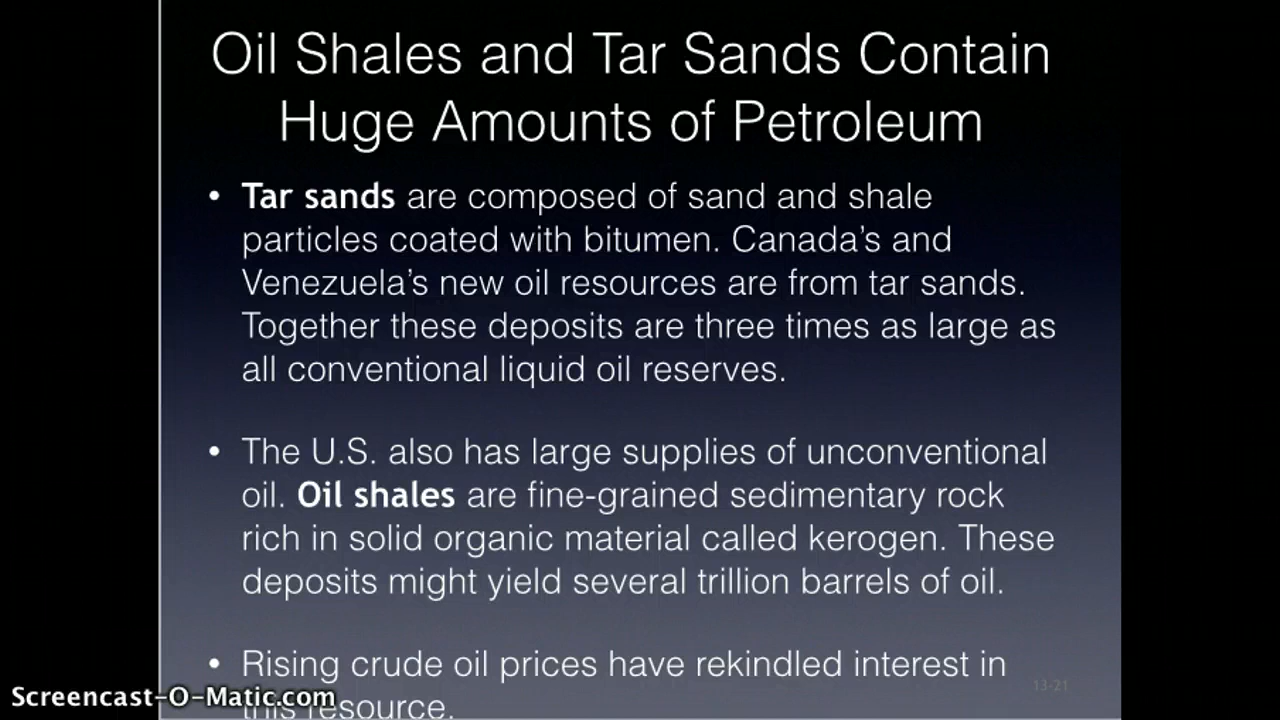 Oil Shales and Tar Sands Contain
Huge Amounts of Petroleum
• Tar sands are composed of sand and shale
particles coated with bitumen. Canada's and
Venezuela's new oil resources are from tar sands.
Together these deposits are three times as large as
all conventional liquid oil reserves.
• The U.S. also has large supplies of unconventional
oil. Oil shales are fine-grained sedimentary rock
rich in solid organic material called kerogen. These
deposits might yield several trillion barrels of oil.
• Rising crude oil prices have rekindled interest in
this resource.
13-21
Screencast-O-Matic.com